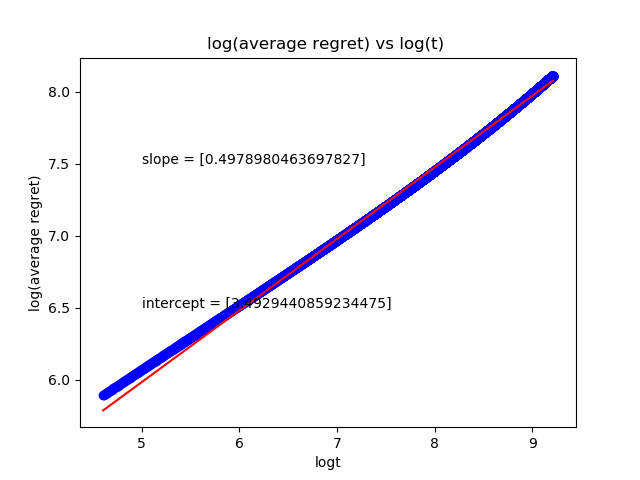 log(average regret) vs log(t)
8.0
7.5
7.0
6.5
6.0
log(average regret)
slope = [0.4978980463697827]
intercept = [3.4929440859234475]
5 6 7 8 9
logt